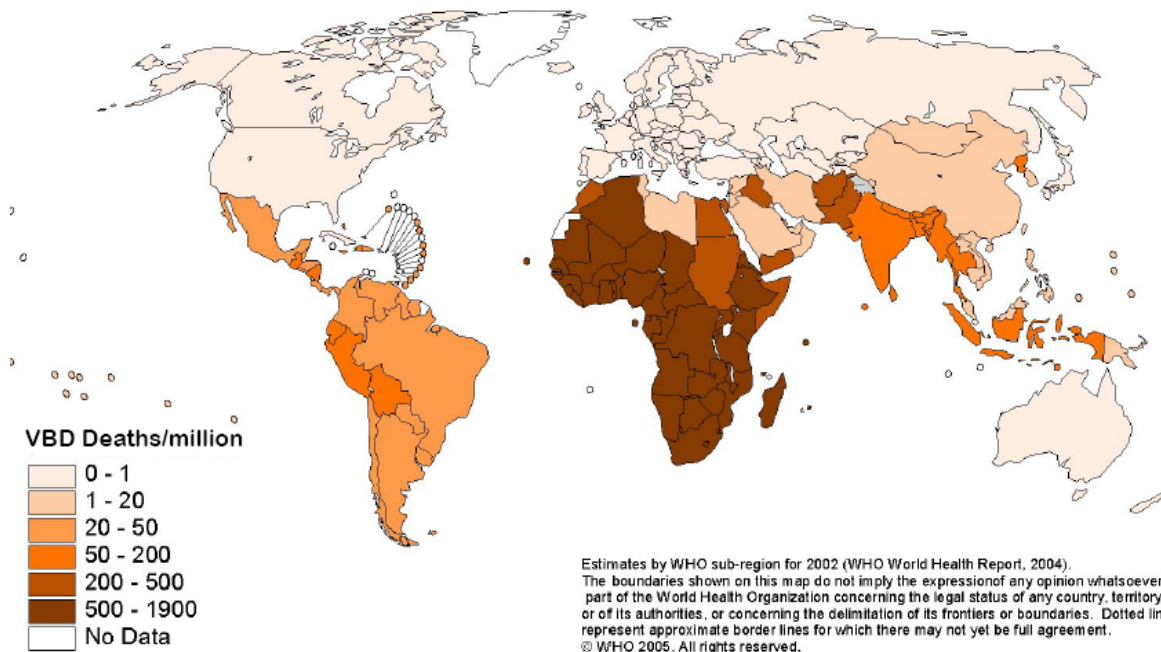 VBD Deaths/million
0 - 1
1 - 20
20 - 50
50 - 200
200 - 500
500 - 1900
No Data
Estimates by WHO sub-region for 2002 (WHO World Health Report, 2004).
The boundaries shown on this map do not imply the expressionof any opinion whatsoever
part of the World Health Organization concerning the legal status of any country, territory
or of its authorities, or concerning the delimitation of its frontiers or boundaries. Dotted lin
represent approximate border lines for which there may not yet be full agreement.
© WHO 2005. All rights reserved.